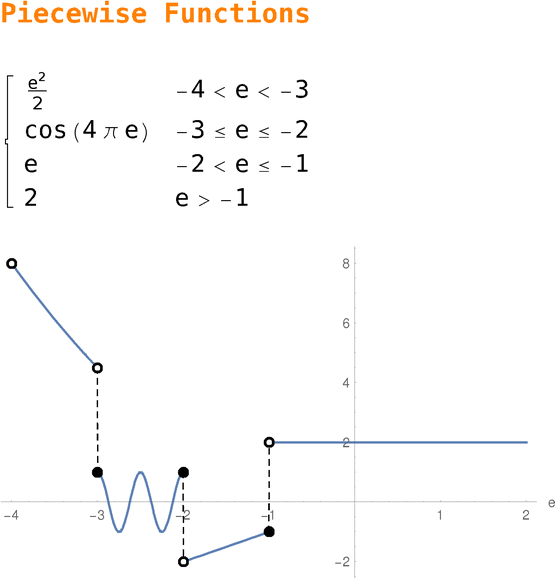 Piecewise Functions
e²/2 −4 < e < −3
cos (4 π e) −3 ≤ e ≤ −2
e −2 < e ≤ −1
2 e > −1
8
6
4
2
−4 −3 −2 −1 1 2 e
−2